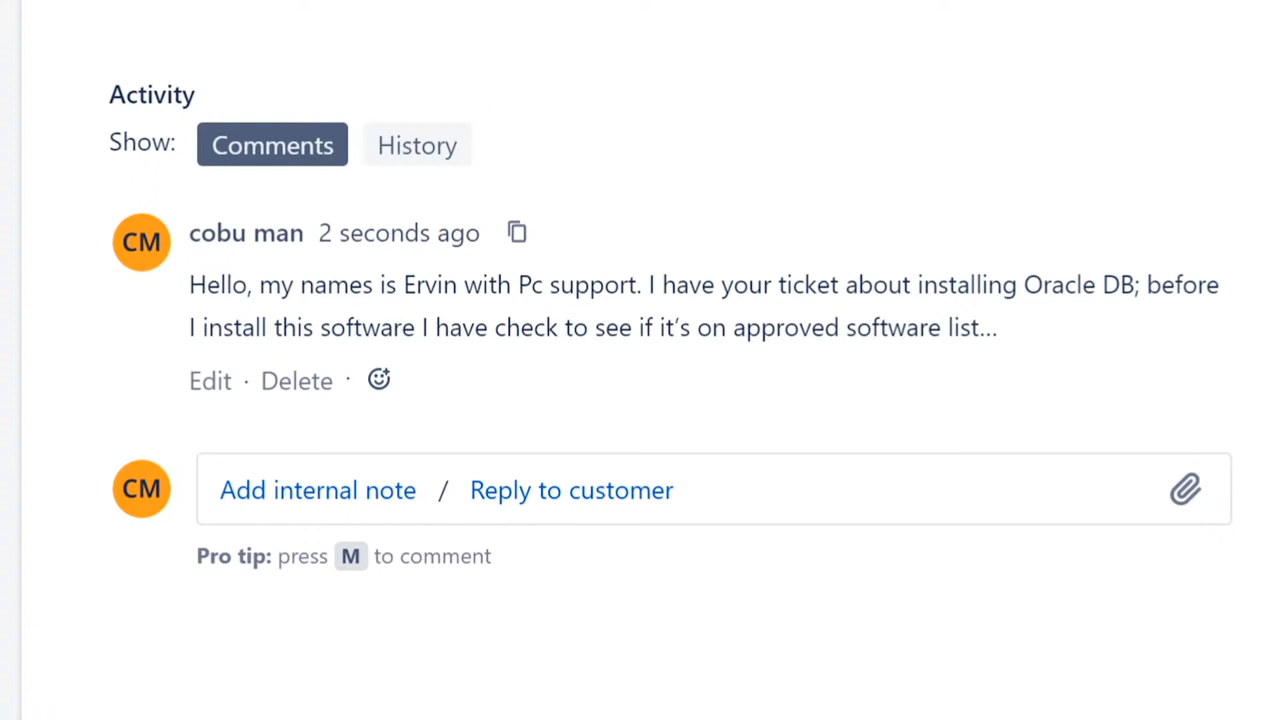 Activity
Show: Comments History
CM cobu man 2 seconds ago
Hello, my names is Ervin with Pc support. I have your ticket about installing Oracle DB; before
I install this software I have check to see if it's on approved software list...
Edit · Delete ·
CM Add internal note / Reply to customer
Pro tip: press M to comment